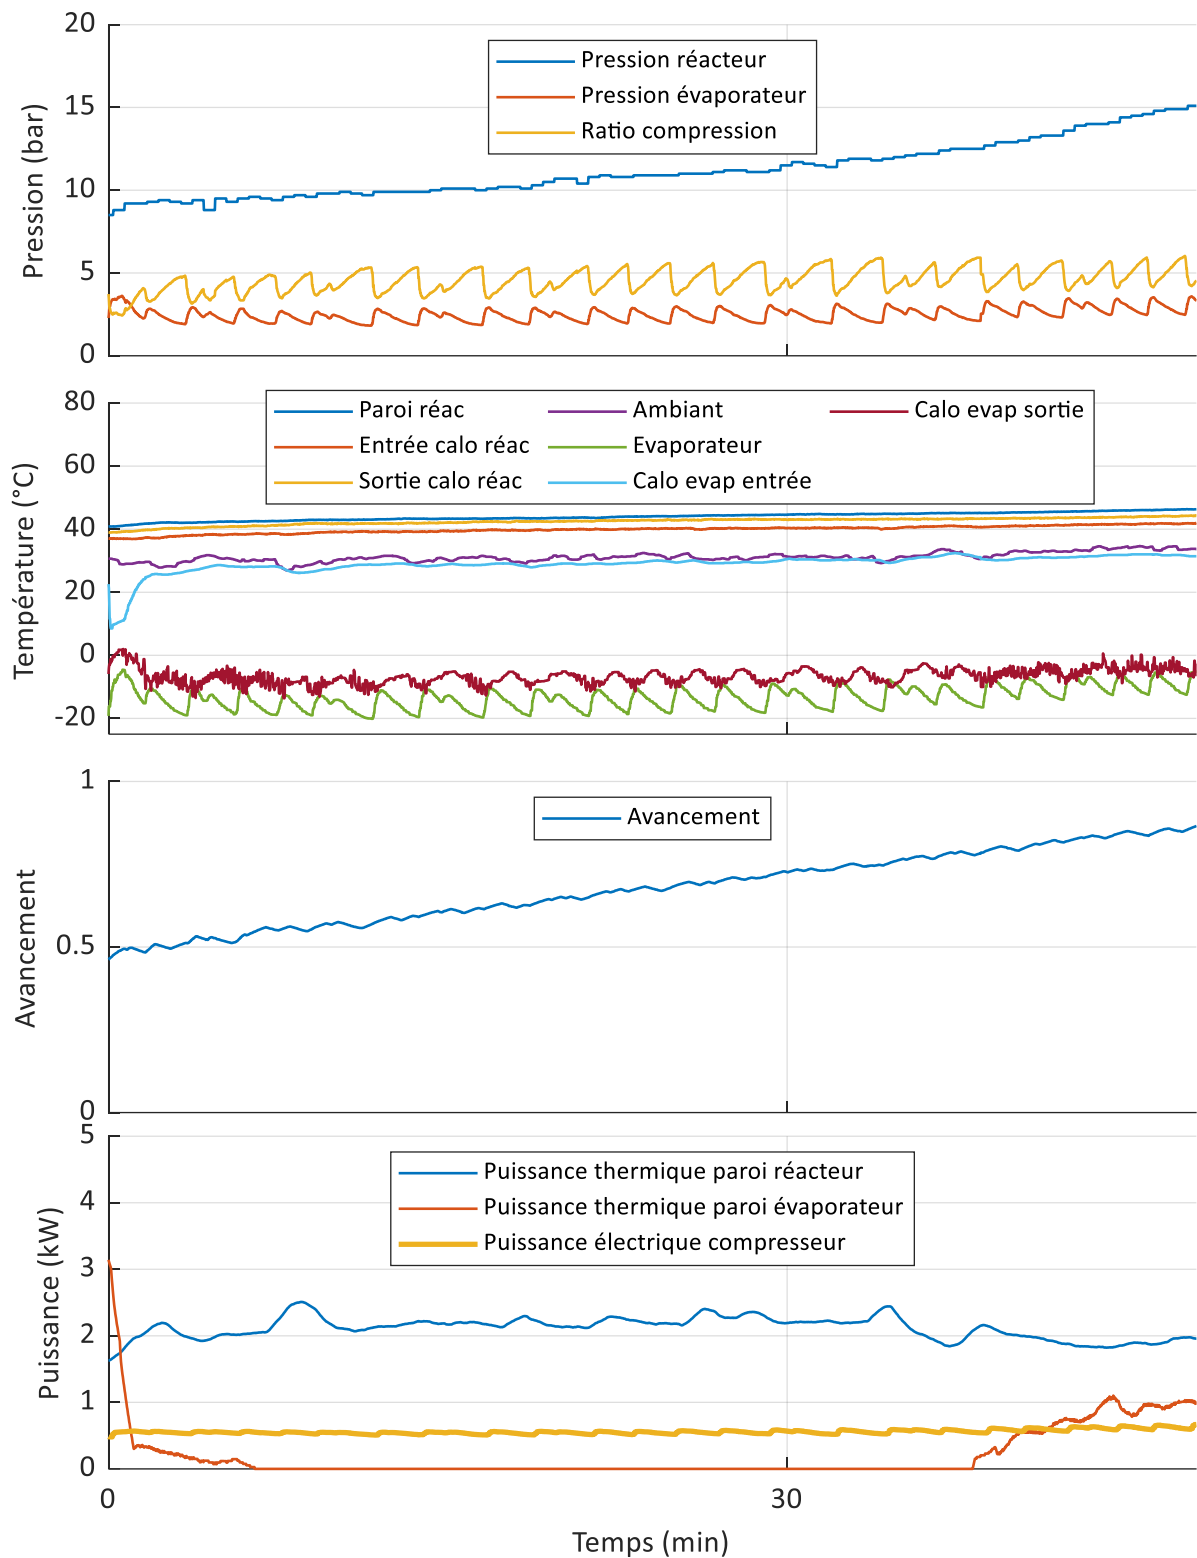 20
15
10
5
0
Pression (bar)
Pression réacteur
Pression évaporateur
Ratio compression
80
60
40
20
0
-20
Température (°C)
Paroi réac
Ambiant
Calo evap sortie
Entrée calo réac
Evaporateur
Sortie calo réac
Calo evap entrée
1
0.5
0
Avancement
Avancement
5
4
3
2
1
0
Puissance (kW)
Puissance thermique paroi réacteur
Puissance thermique paroi évaporateur
Puissance électrique compresseur
0
30
Temps (min)